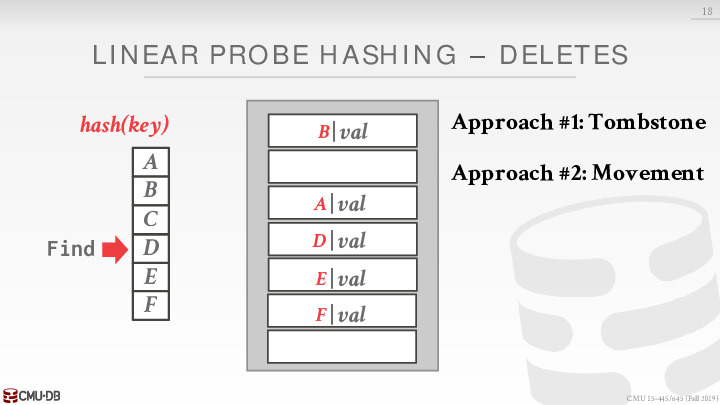 18
LINEAR PROBE HASHING – DELETES
hash(key)
A
B
C
Find
D
E
F
B|val
A|val
D|val
E|val
F|val
Approach #1: Tombstone
Approach #2: Movement
CMU·DB
CMU 15-445/645 (Fall 2019)